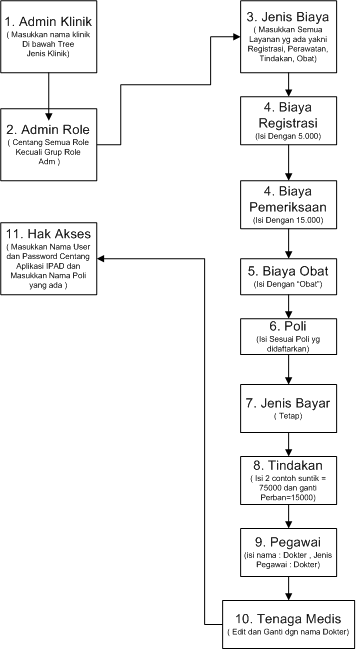 1. Admin Klinik
( Masukkan nama klinik
Di bawah Tree
Jenis Klinik)
2. Admin Role
( Centang Semua Role
Kecuali Grup Role
Adm )
3. Jenis Biaya
( Masukkan Semua
Layanan yg ada yakni
Registrasi, Perawatan,
Tindakan, Obat)
4. Biaya
Registrasi
(Isi Dengan 5.000)
4. Biaya
Pemeriksaan
(Isi Dengan 15.000)
5. Biaya Obat
(Isi Dengan “Obat”)
6. Poli
(Isi Sesuai Poli yg
didaftarkan)
7. Jenis Bayar
( Tetap)
8. Tindakan
( Isi 2 contoh suntik =
75000 dan ganti
Perban=15000)
9. Pegawai
(isi nama : Dokter , Jenis
Pegawai : Dokter)
10. Tenaga Medis
( Edit dan Ganti dgn nama Dokter)
11. Hak Akses
( Masukkan Nama User
dan Password Centang
Aplikasi IPAD dan
Masukkan Nama Poli
yang ada )